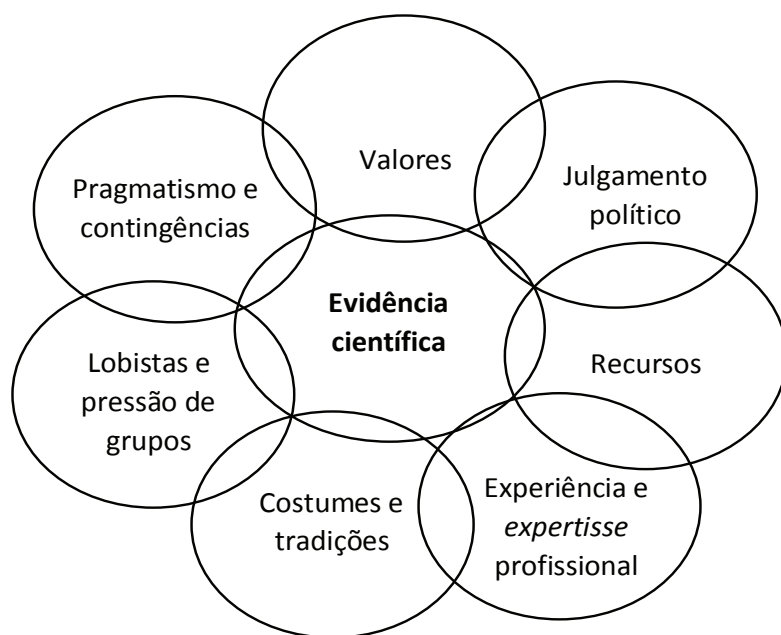 Valores
Julgamento
político
Pragmatismo e
contingências
Evidência
científica
Recursos
Lobistas e
pressão de
grupos
Costumes e
tradições
Experiência e
expertisse
profissional